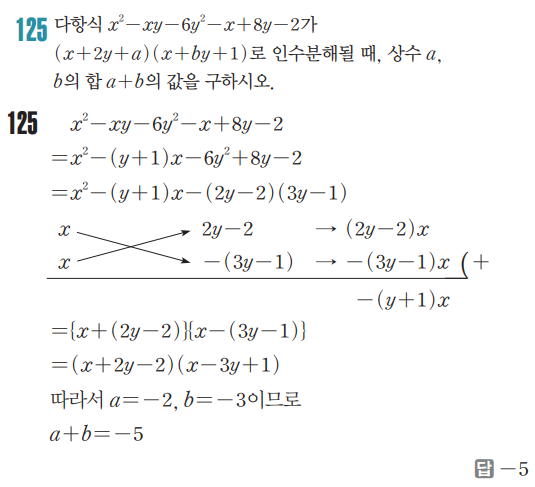 125 다항식 x²-xy-6y²-x+8y-2가
(x+2y+a)(x+by+1)로 인수분해될 때, 상수 a,
b의 합 a+b의 값을 구하시오.
125 x²-xy-6y²-x+8y-2
=x²-(y+1)x-6y²+8y-2
=x²-(y+1)x-(2y-2)(3y-1)
x 2y-2 → (2y-2)x
x -(3y-1) → -(3y-1)x (+
-(y+1)x
={x+(2y-2)}{x-(3y-1)}
=(x+2y-2)(x-3y+1)
따라서 a=-2, b=-3이므로
a+b=-5
답 -5